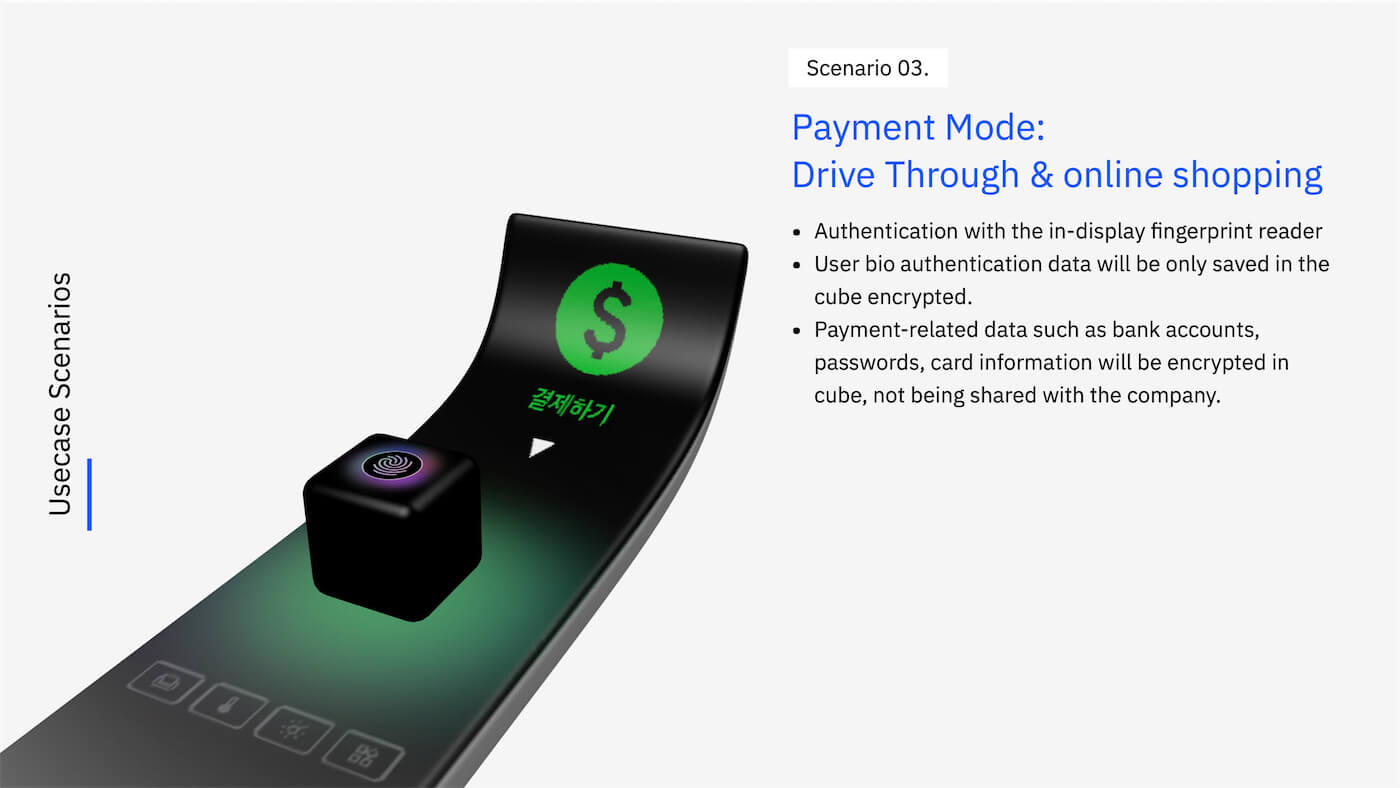 Usecase Scenarios
Scenario 03.
Payment Mode:
Drive Through & online shopping
• Authentication with the in-display fingerprint reader
• User bio authentication data will be only saved in the
cube encrypted.
• Payment-related data such as bank accounts,
passwords, card information will be encrypted in
cube, not being shared with the company.
$
결제하기